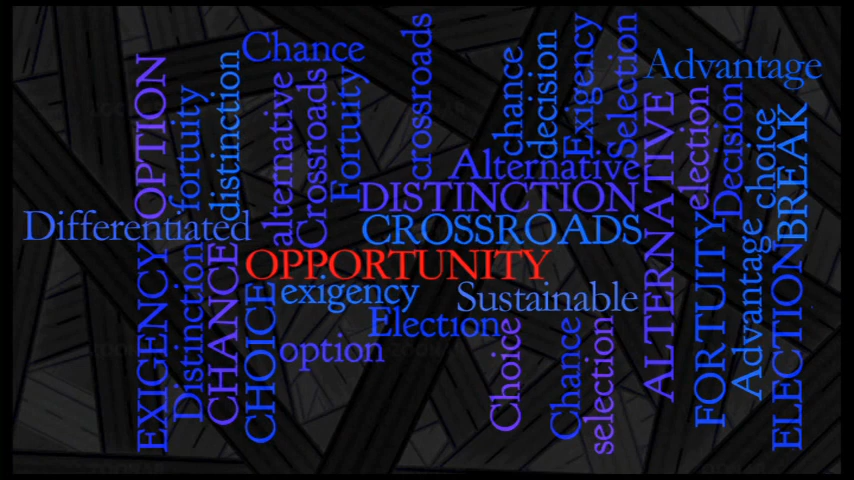 Chance
crossroads
chance
decision
Exigency
Selection
Advantage
OPTION
fortuity
distinction
alternative
Crossroads
Fortuity
Alternative
ALTERNATIVE
election
Decision
choice
BREAK
DISTINCTION
Differentiated
CROSSROADS
OPPORTUNITY
EXIGENCY
Distinction
CHANCE
CHOICE
exigency
Sustainable
Election
option
Choice
Chance
selection
FORTUITY
Advantage
ELECTION